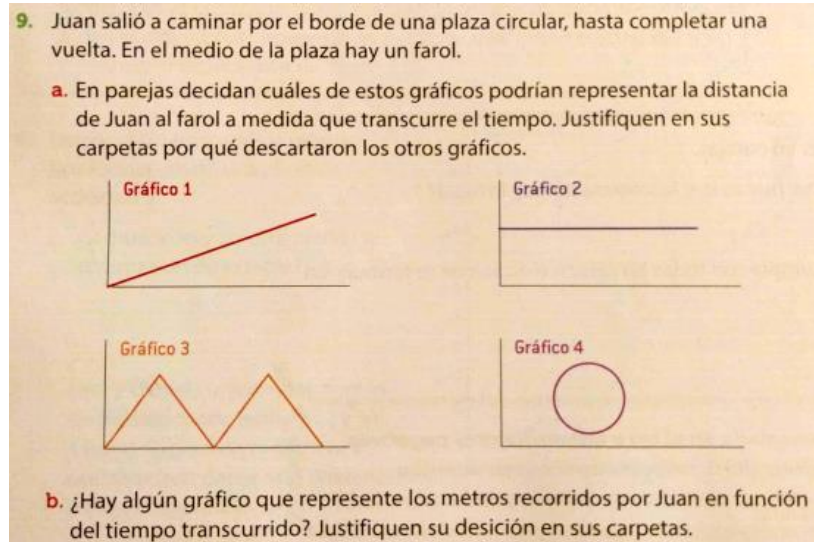 9. Juan salió a caminar por el borde de una plaza circular, hasta completar una
vuelta. En el medio de la plaza hay un farol.
a. En parejas decidan cuáles de estos gráficos podrían representar la distancia
de Juan al farol a medida que transcurre el tiempo. Justifiquen en sus
carpetas por qué descartaron los otros gráficos.
Gráfico 1
Gráfico 2
Gráfico 3
Gráfico 4
b. ¿Hay algún gráfico que represente los metros recorridos por Juan en función
del tiempo transcurrido? Justifiquen su desición en sus carpetas.